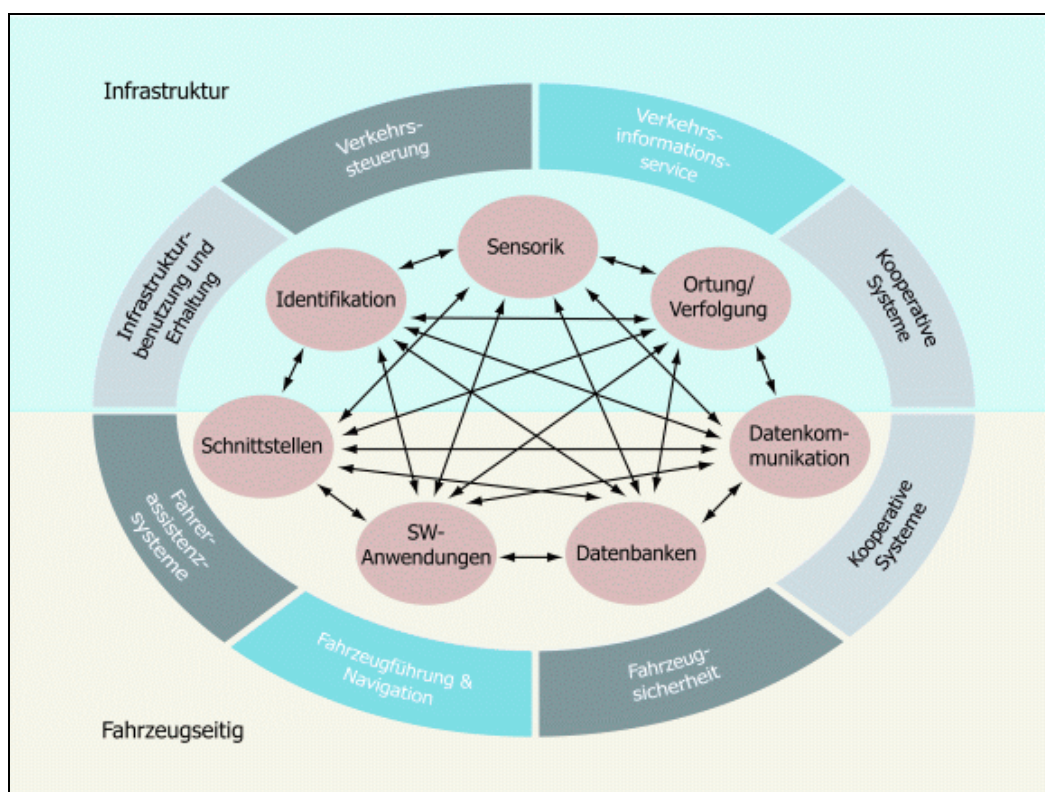 Infrastruktur
Verkehrs-
steuerung
Verkehrs-
informations-
service
Infrastruktur-
benutzung und
Erhaltung
Kooperative
Systeme
Sensorik
Identifikation
Ortung/
Verfolgung
Schnittstellen
Datenkom-
munikation
SW-
Anwendungen
Datenbanken
Fahrer-
assistenz-
systeme
Kooperative
Systeme
Fahrzeugführung &
Navigation
Fahrzeug-
sicherheit
Fahrzeugseitig